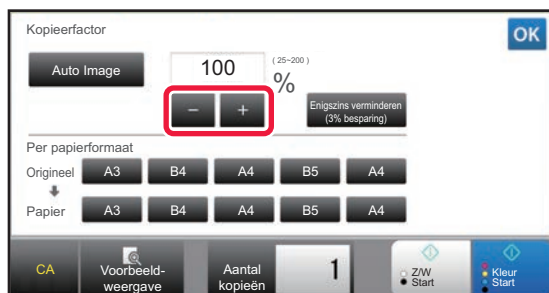 Kopieerfactor
OK
Auto Image
100
( 25~200 )
%
− +
Enigszins verminderen
(3% besparing)
Per papierformaat
Origineel A3 B4 A4 B5 A4
Papier A3 B4 A4 B5 A4
CA
Voorbeeld-
weergave
Aantal
kopieën
1
Z/W
Start
Kleur
Start